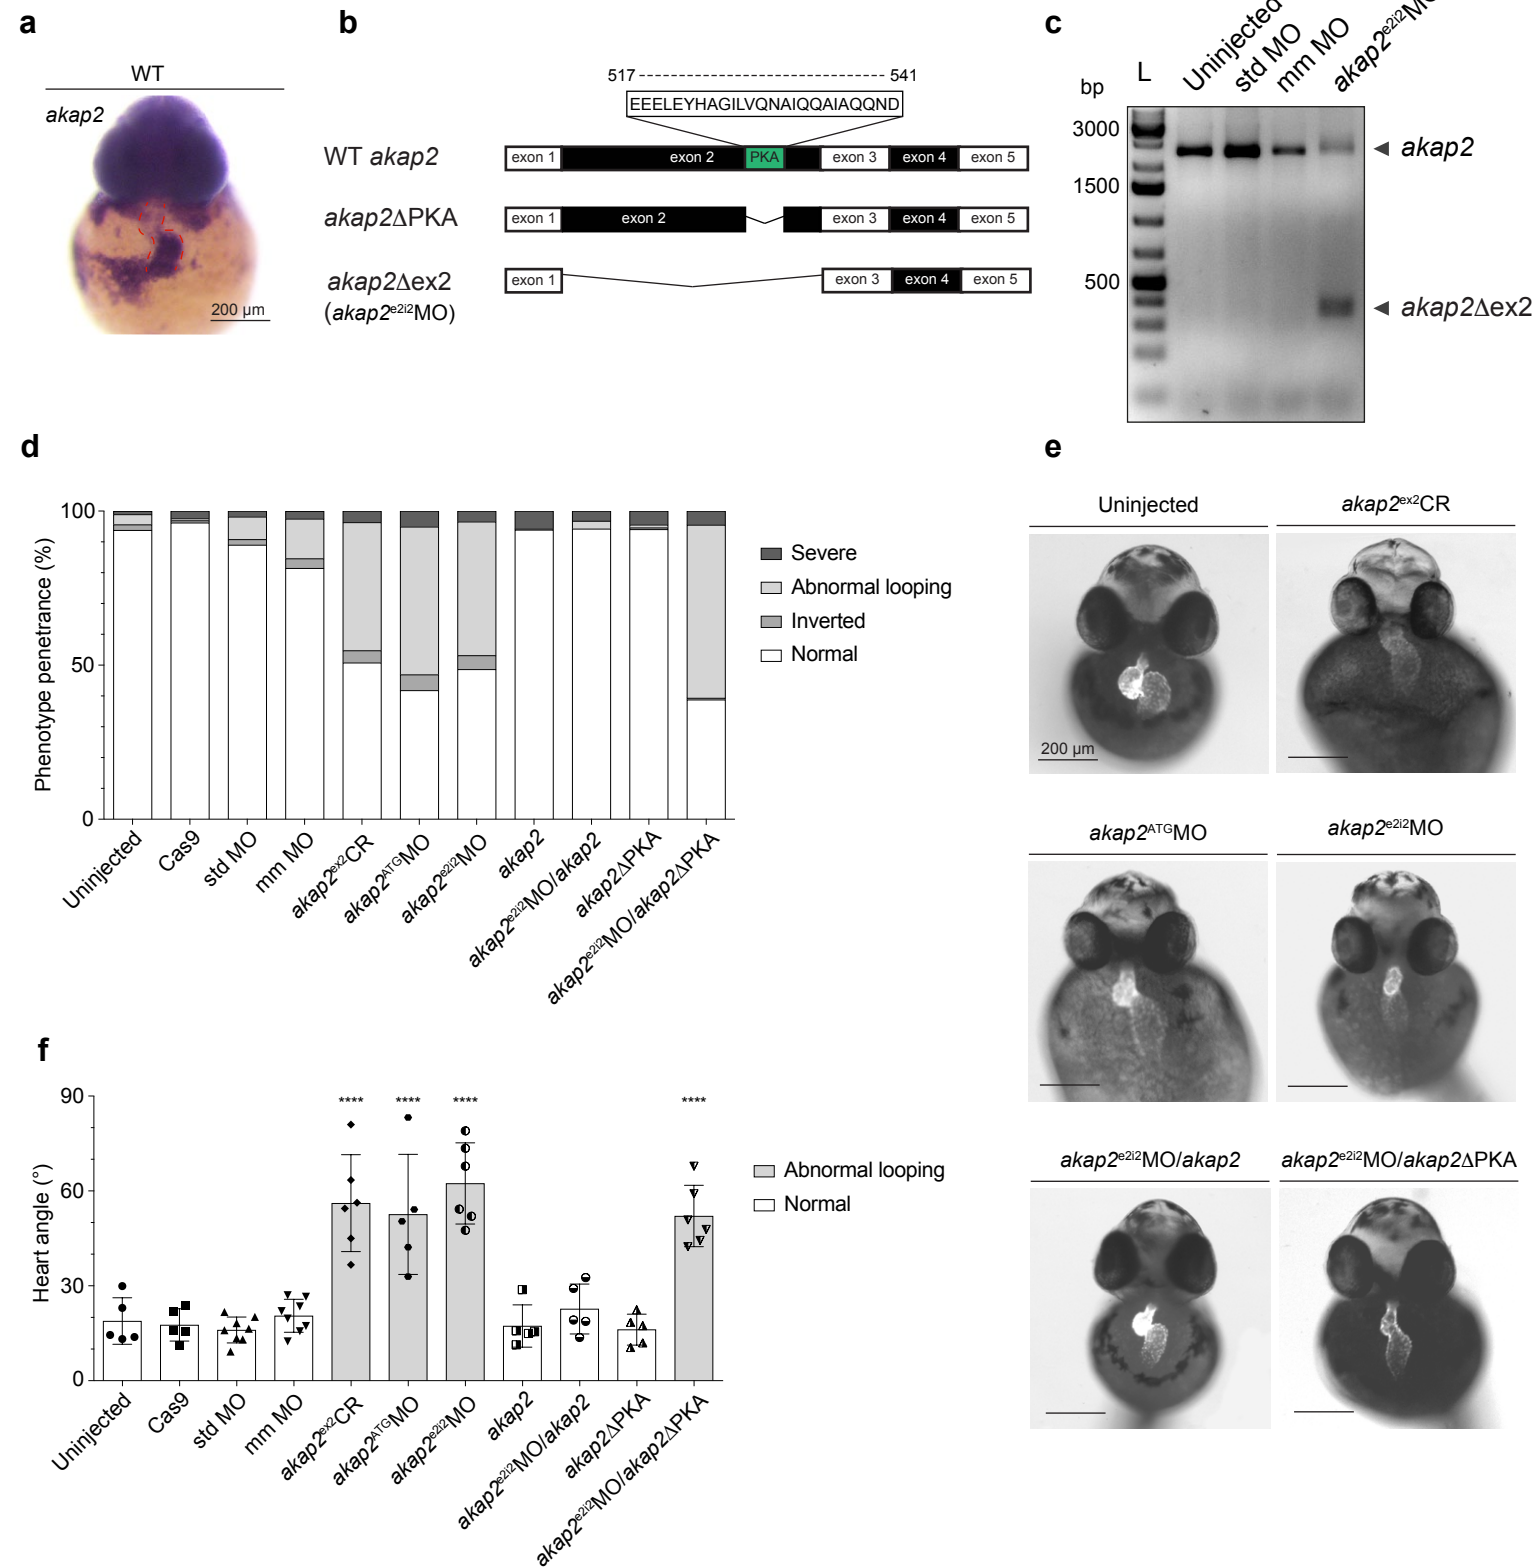 a
WT
akap2
200 µm
b
517 541
EEELEYHAGILVQNAIQQAIAQQND
WT akap2
exon 1 exon 2 PKA exon 3 exon 4 exon 5
akap2ΔPKA
exon 1 exon 2 exon 3 exon 4 exon 5
akap2Δex2
(akap2e2i2MO)
exon 1 exon 3 exon 4 exon 5
c
bp L Uninjected std MO mm MO akap2e2i2MO
3000
1500
500
akap2
akap2Δex2
d
Phenotype penetrance (%)
100
50
0
Uninjected
Cas9
std MO
mm MO
akap2ex2CR
akap2ATGMO
akap2e2i2MO
akap2
akap2e2i2MO/akap2
akap2ΔPKA
akap2e2i2MO/akap2ΔPKA
Severe
Abnormal looping
Inverted
Normal
e
Uninjected
200 µm
akap2ex2CR
akap2ATGMO
akap2e2i2MO
akap2e2i2MO/akap2
akap2e2i2MO/akap2ΔPKA
f
Heart angle (°)
90
60
30
0
**** **** **** ****
Uninjected
Cas9
std MO
mm MO
akap2ex2CR
akap2ATGMO
akap2e2i2MO
akap2
akap2e2i2MO/akap2
akap2ΔPKA
akap2e2i2MO/akap2ΔPKA
Abnormal looping
Normal